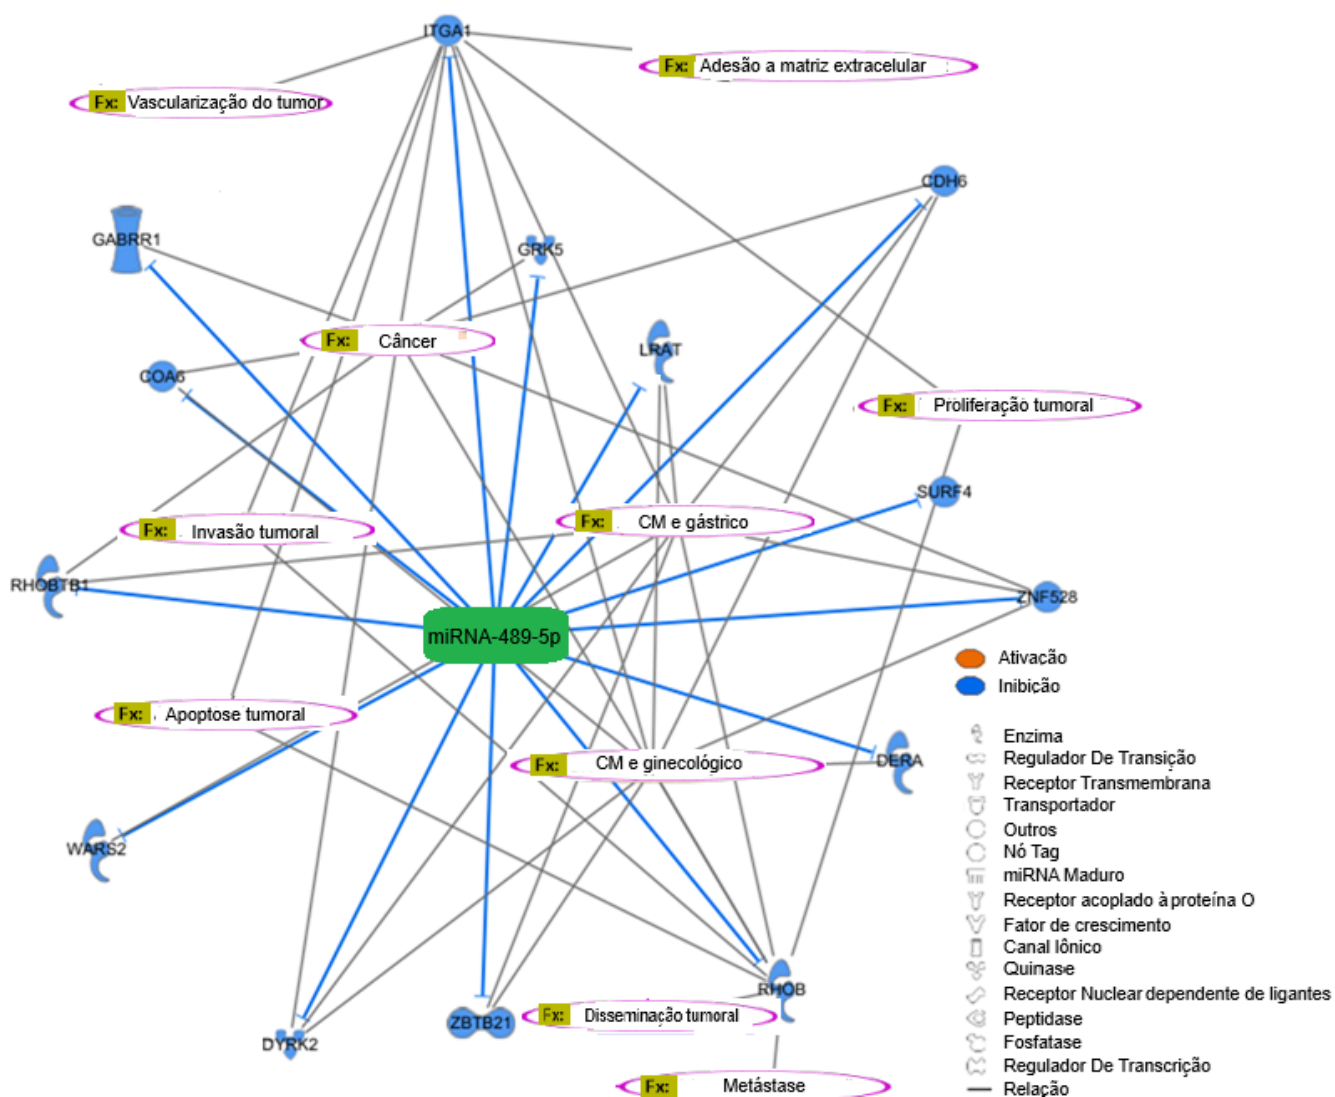 ITGA1
Fx: Adesão a matriz extracelular
Fx: Vascularização do tumor
CDH6
GABRR1
GRK5
Fx: Câncer
LRAT
COA6
Fx: Proliferação tumoral
SURF4
Fx: CM e gástrico
Fx: Invasão tumoral
RHOBTB1
ZNF528
miRNA-489-5p
Ativação
Inibicão
Fx: Apoptose tumoral
Fx: CM e ginecológico
DERA
WARS2
RHOB
Fx: Disseminação tumoral
ZBTB21
DYRK2
Fx: Metástase
Enzima
Regulador De Transição
Receptor Transmembrana
Transportador
Outros
Nó Tag
miRNA Maduro
Receptor acoplado à proteína O
Fator de crescimento
Canal Iônico
Quinase
Receptor Nuclear dependente de ligantes
Peptidase
Fosfatase
Regulador De Transcrição
Relação